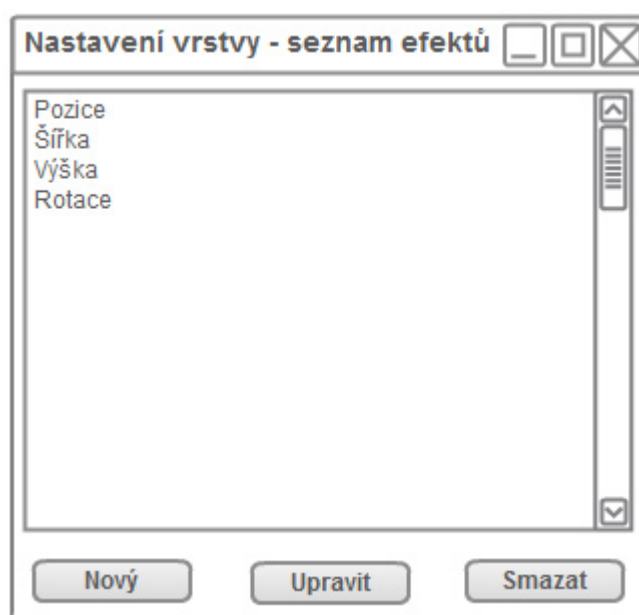 Nastavení vrstvy - seznam efektů
Pozice
Šířka
Výška
Rotace
Nový
Upravit
Smazat